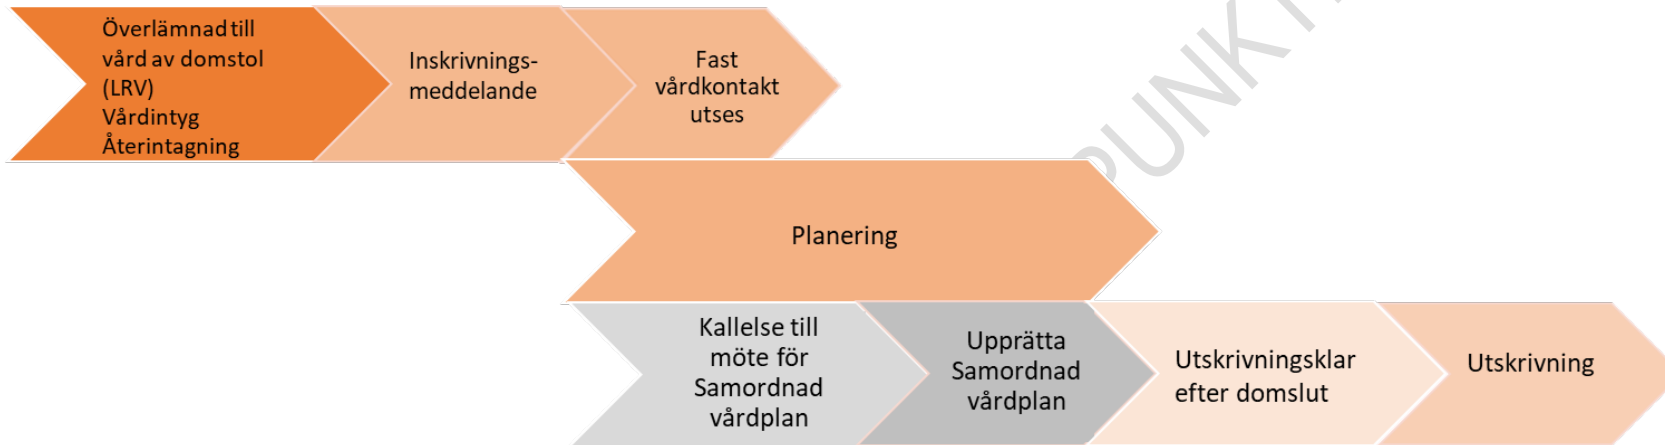 Överlämnad till
vård av domstol
(LRV)
Vårdintyg
Återintagning
Inskrivnings-
meddelande
Fast
vårdkontakt
utses
Planering
Kallelse till
möte för
Samordnad
vårdplan
Upprätta
Samordnad
vårdplan
Utskrivningsklar
efter domslut
Utskrivning